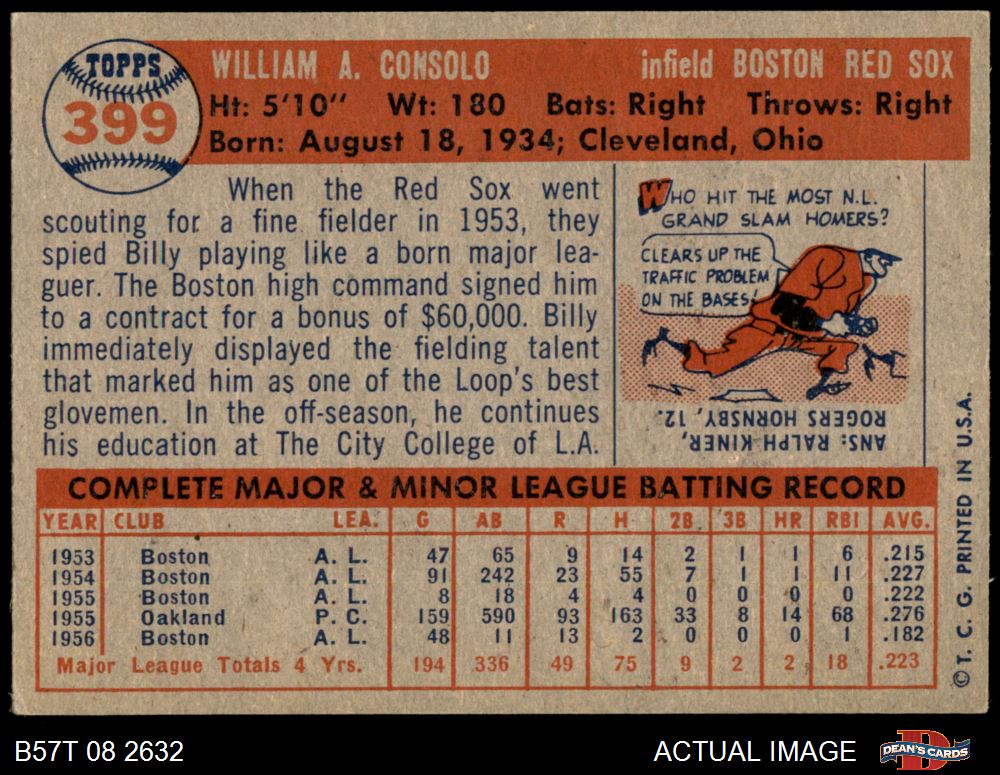 TOPPS
399
WILLIAM A. CONSOLO infield BOSTON RED SOX
Ht: 5'10" Wt: 180 Bats: Right Throws: Right
Born: August 18, 1934; Cleveland, Ohio
When the Red Sox went
scouting for a fine fielder in 1953, they
spied Billy playing like a born major lea-
guer. The Boston high command signed him
to a contract for a bonus of $60,000. Billy
immediately displayed the fielding talent
that marked him as one of the Loop's best
glovemen. In the off-season, he continues
his education at The City College of L.A.
WHO HIT THE MOST N.L.
GRAND SLAM HOMERS?
CLEARS UP THE
TRAFFIC PROBLEM
ON THE BASES!
ANS: RALPH KINER,
ROGERS HORNSBY, 12.
COMPLETE MAJOR & MINOR LEAGUE BATTING RECORD
YEAR CLUB LEA. G AB R H 2B 3B HR RBI AVG.
1953 Boston A. L. 47 65 9 14 2 1 1 6 .215
1954 Boston A. L. 91 242 23 55 7 1 1 11 .227
1955 Boston A. L. 8 18 4 4 0 0 0 0 .222
1955 Oakland P. C. 159 590 93 163 33 8 14 68 .276
1956 Boston A. L. 48 11 13 2 0 0 0 1 .182
Major League Totals 4 Yrs. 194 336 49 75 9 2 2 18 .223
© T. C. G. PRINTED IN U.S.A.
B57T 08 2632 ACTUAL IMAGE
DEAN'S CARDS